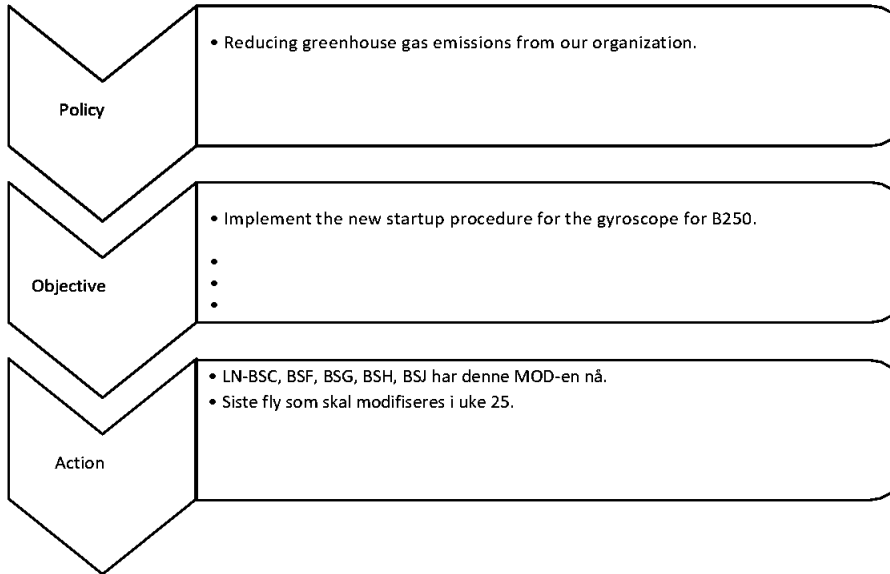 Policy
• Reducing greenhouse gas emissions from our organization.
Objective
• Implement the new startup procedure for the gyroscope for B250.
•
•
•
Action
• LN-BSC, BSF, BSG, BSH, BSJ har denne MOD-en nå.
• Siste fly som skal modifiseres i uke 25.